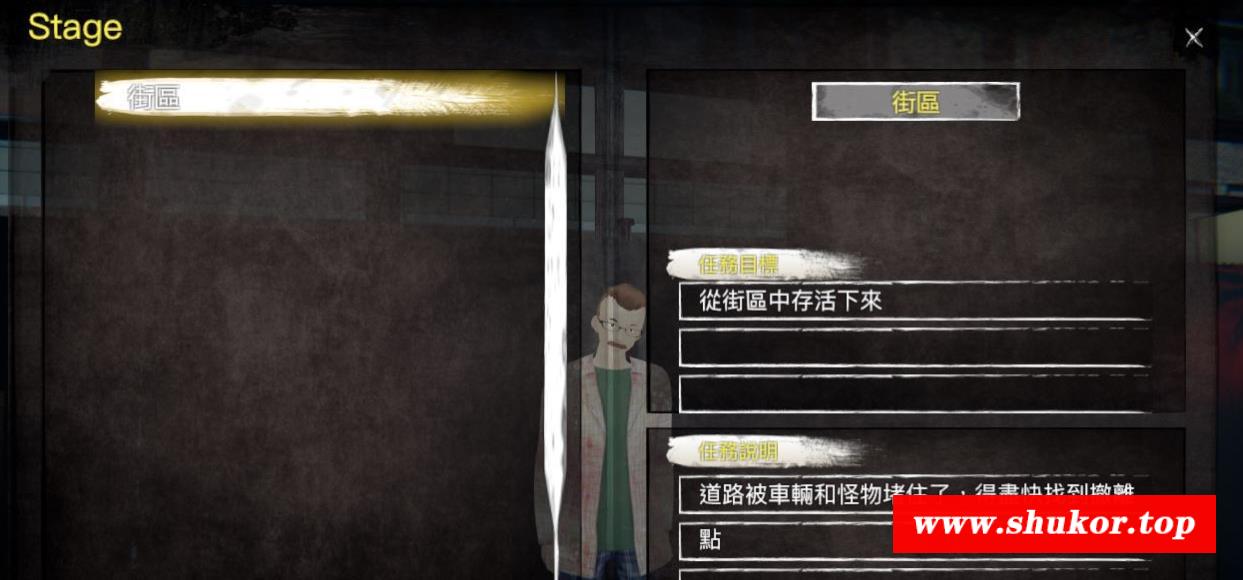 Stage
街區
街區
任務目標
從街區中存活下來
任務說明
道路被車輛和怪物堵住了，得盡快找到撤離
點
www.shukor.top